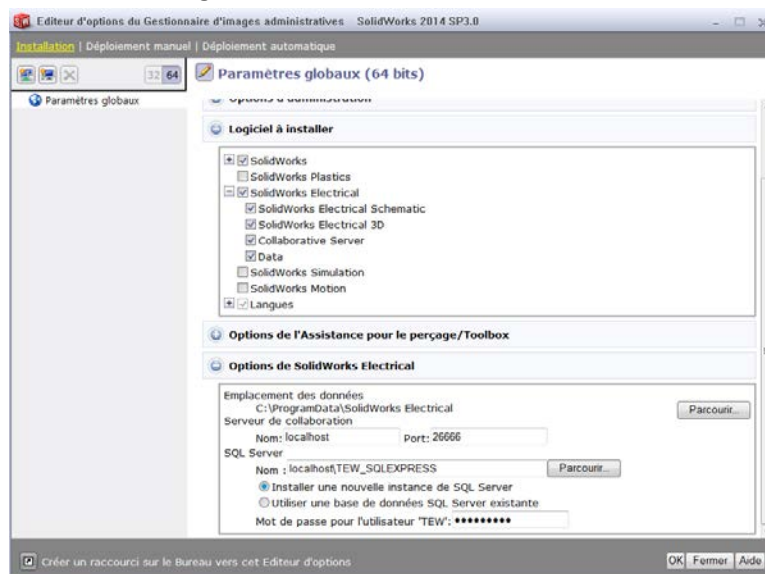 Editeur d'options du Gestionnaire d'images administratives SolidWorks 2014 SP3.0
Installation | Déploiement manuel | Déploiement automatique
32 64
Paramètres globaux (64 bits)
Paramètres globaux
Options d'administration
Logiciel à installer
SolidWorks
SolidWorks Plastics
SolidWorks Electrical
SolidWorks Electrical Schematic
SolidWorks Electrical 3D
Collaborative Server
Data
SolidWorks Simulation
SolidWorks Motion
Langues
Options de l'Assistance pour le perçage/Toolbox
Options de SolidWorks Electrical
Emplacement des données
C:\ProgramData\SolidWorks Electrical
Parcourir...
Serveur de collaboration
Nom: localhost Port: 26666
SQL Server
Nom : localhost\TEW_SQLEXPRESS Parcourir...
Installer une nouvelle instance de SQL Server
Utiliser une base de données SQL Server existante
Mot de passe pour l'utilisateur 'TEW': •••••••••
Créer un raccourci sur le Bureau vers cet Editeur d'options
OK Fermer Aide